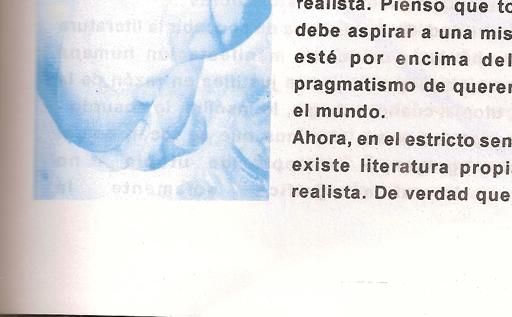 realista. Pienso que to
debe aspirar a una mis
esté por encima del
pragmatismo de querer
el mundo.
Ahora, en el estricto sen
existe literatura propi
realista. De verdad que